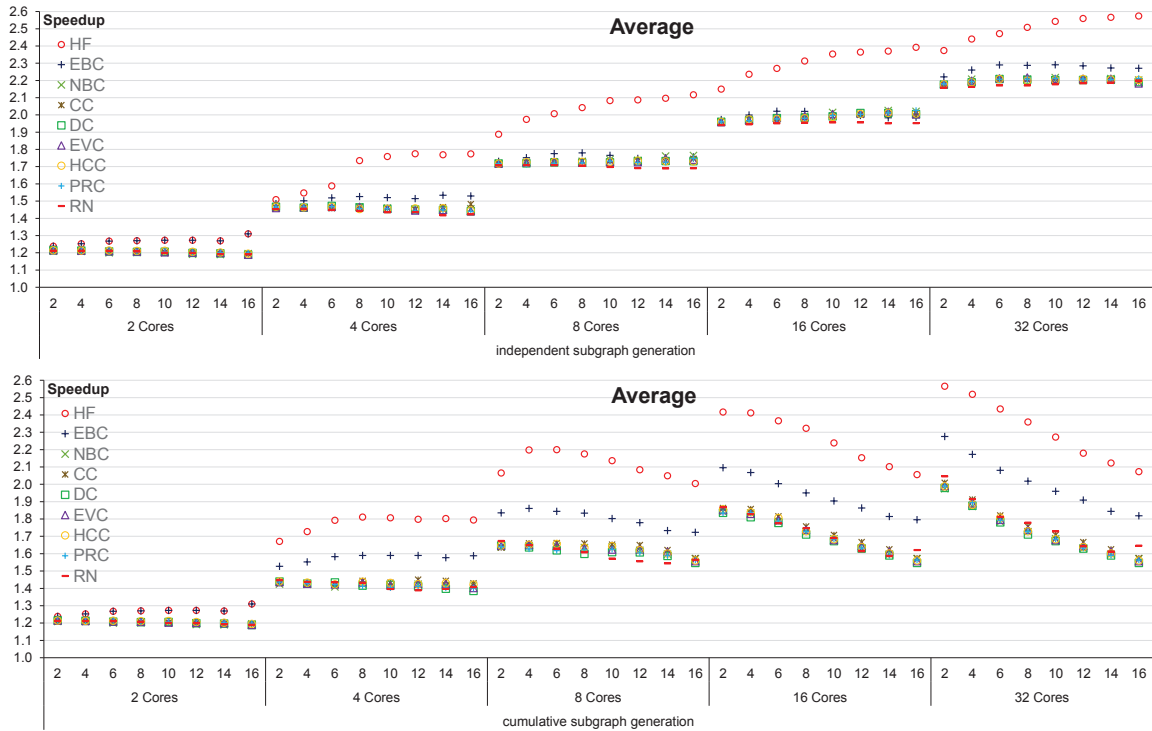 Speedup
Average
2.6
2.5
2.4
2.3
2.2
2.1
2.0
1.9
1.8
1.7
1.6
1.5
1.4
1.3
1.2
1.1
1.0
HF
EBC
NBC
CC
DC
EVC
HCC
PRC
RN
2 4 6 8 10 12 14 16 2 4 6 8 10 12 14 16 2 4 6 8 10 12 14 16 2 4 6 8 10 12 14 16 2 4 6 8 10 12 14 16
2 Cores 4 Cores 8 Cores 16 Cores 32 Cores
independent subgraph generation
Speedup
Average
2.6
2.5
2.4
2.3
2.2
2.1
2.0
1.9
1.8
1.7
1.6
1.5
1.4
1.3
1.2
1.1
1.0
HF
EBC
NBC
CC
DC
EVC
HCC
PRC
RN
2 4 6 8 10 12 14 16 2 4 6 8 10 12 14 16 2 4 6 8 10 12 14 16 2 4 6 8 10 12 14 16 2 4 6 8 10 12 14 16
2 Cores 4 Cores 8 Cores 16 Cores 32 Cores
cumulative subgraph generation